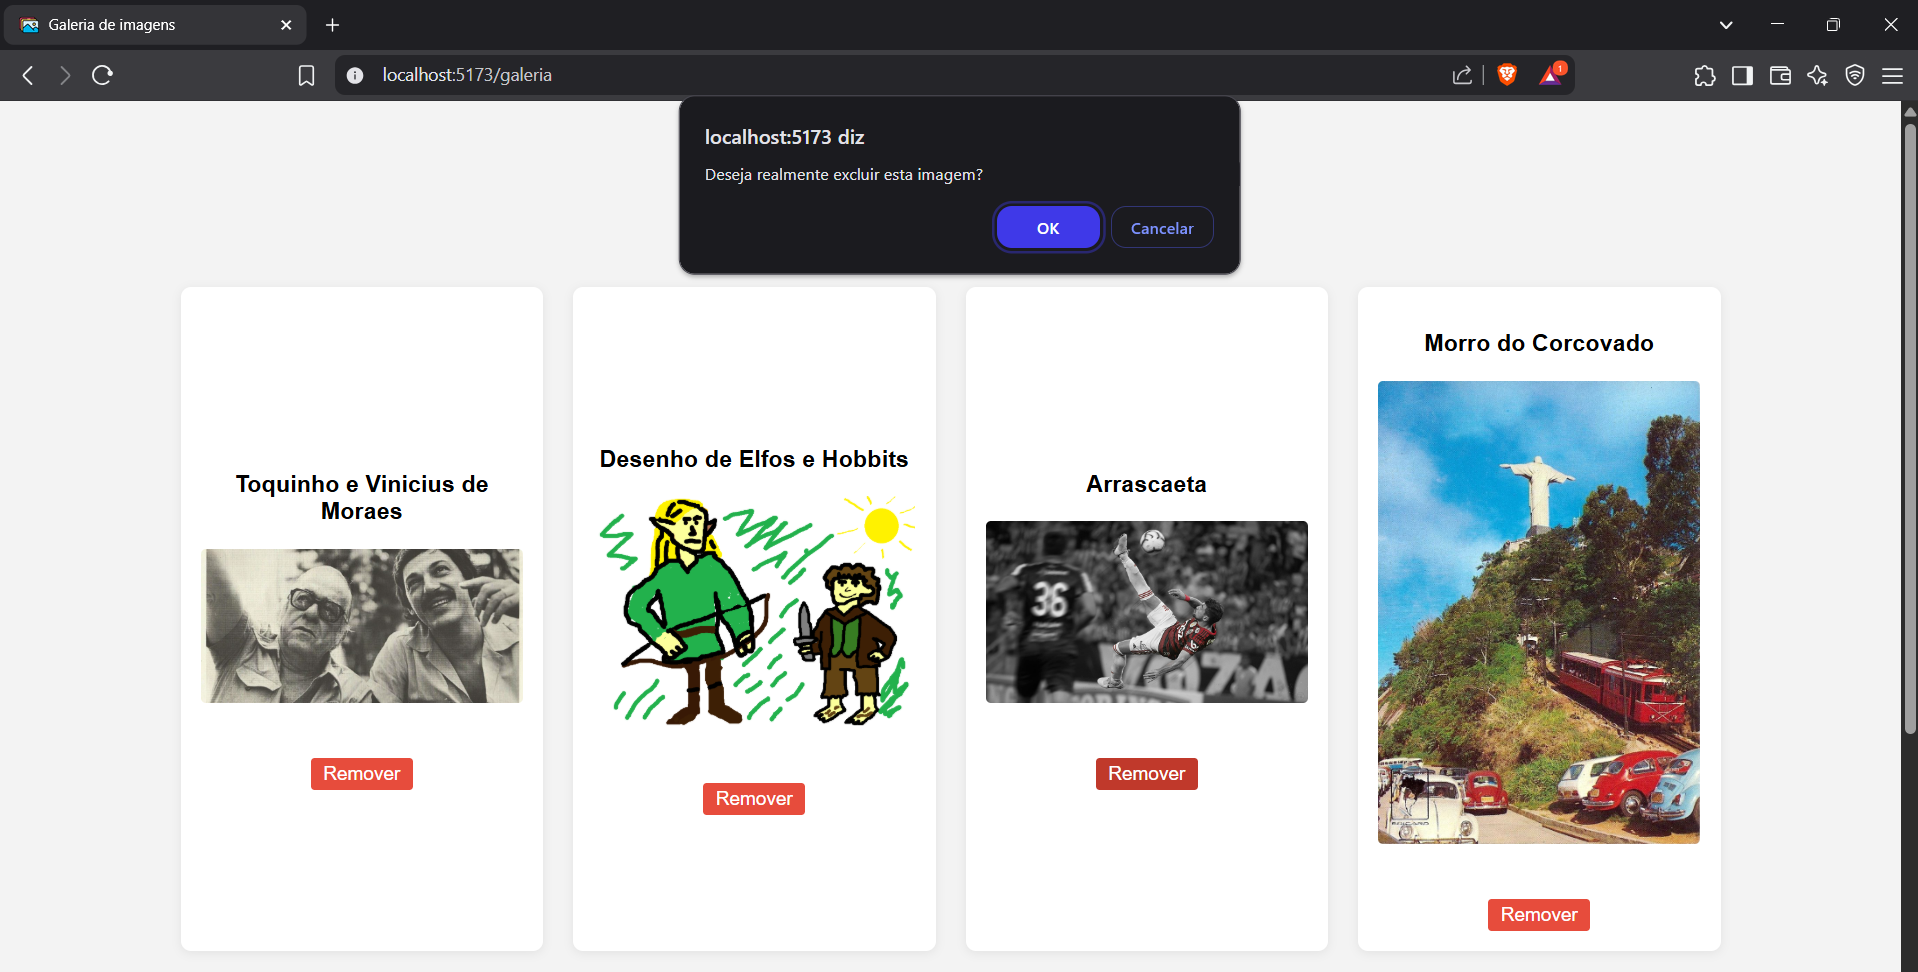 Galeria de imagens
localhost:5173/galeria
1
localhost:5173 diz
Deseja realmente excluir esta imagem?
OK
Cancelar
Toquinho e Vinicius de
Moraes
Remover
Desenho de Elfos e Hobbits
Remover
Arrascaeta
36
Remover
Morro do Corcovado
Remover